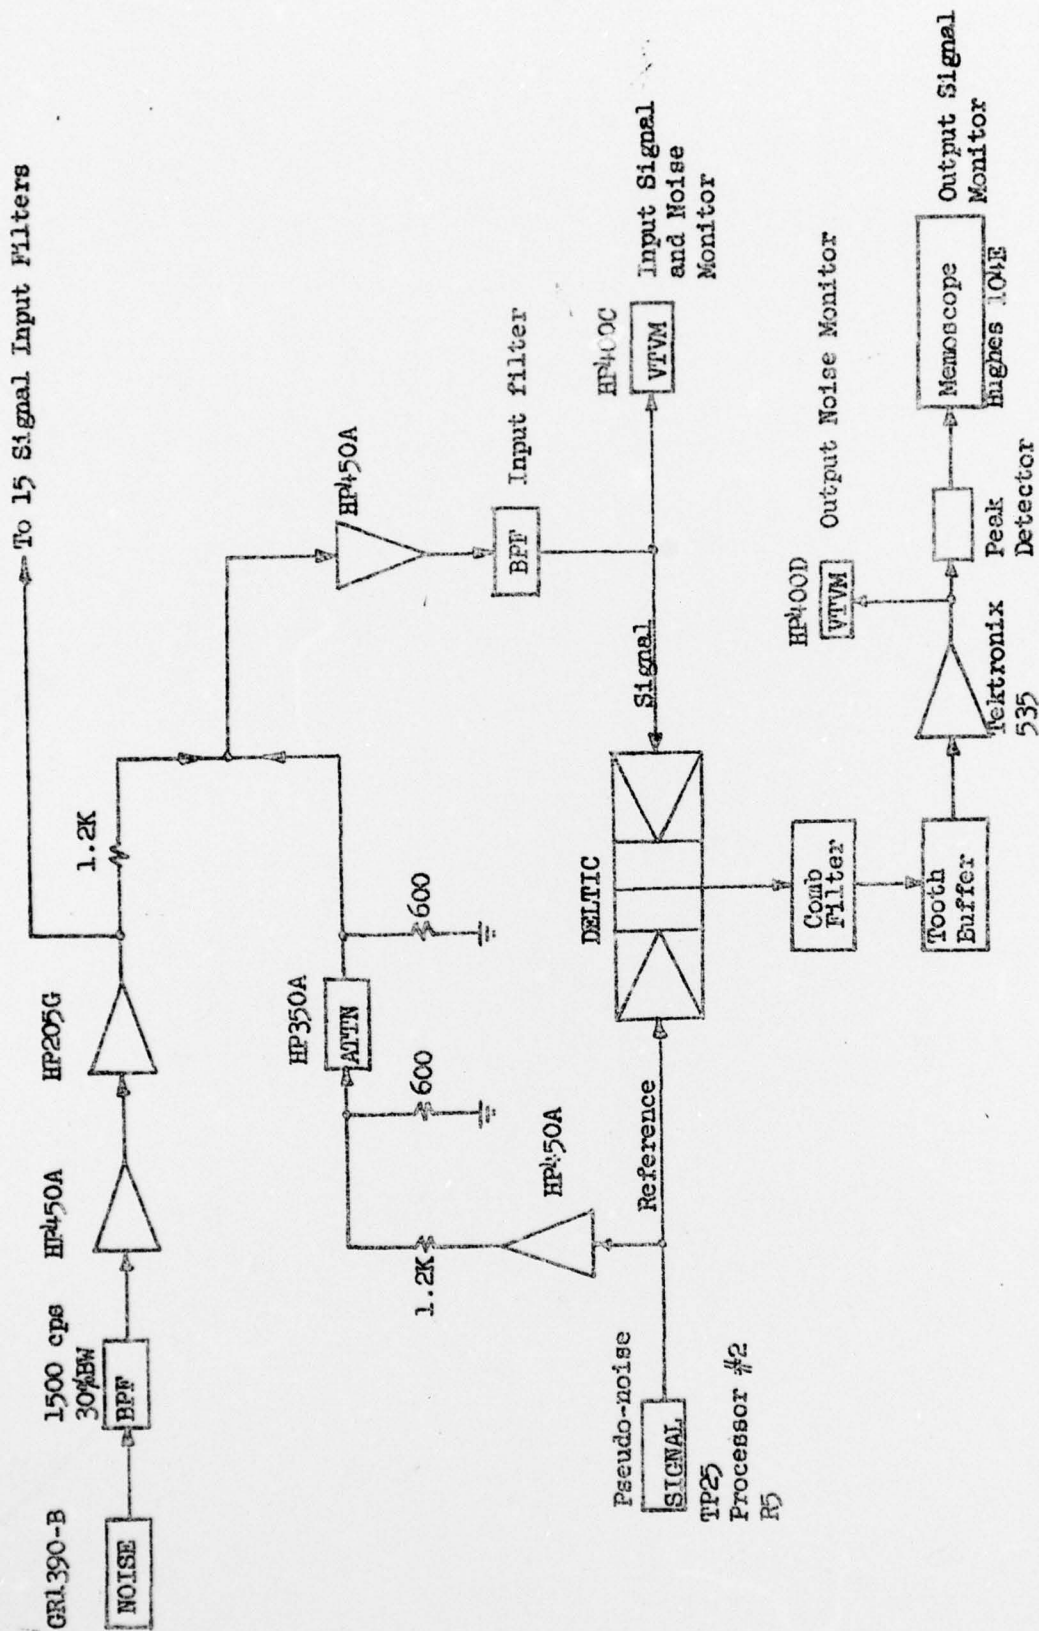 To 15 Signal Input Filters
GR1390-B
NOISE
1500 cps
30%BW
BPF
HP450A
HP205G
1.2K
HP350A
ATTN
600
600
1.2K
HP450A
HP450A
BPF
Input filter
HP400C
VTVM
Input Signal
and Noise
Monitor
Pseudo-noise
SIGNAL
TP25
Processor #2
R5
Reference
DELTIC
Signal
Comb
Filter
Tooth
Buffer
Tektronix
535
HP400D
VTVM
Output Noise Monitor
Peak
Detector
Memoscope
Hughes 104E
Output Signal
Monitor